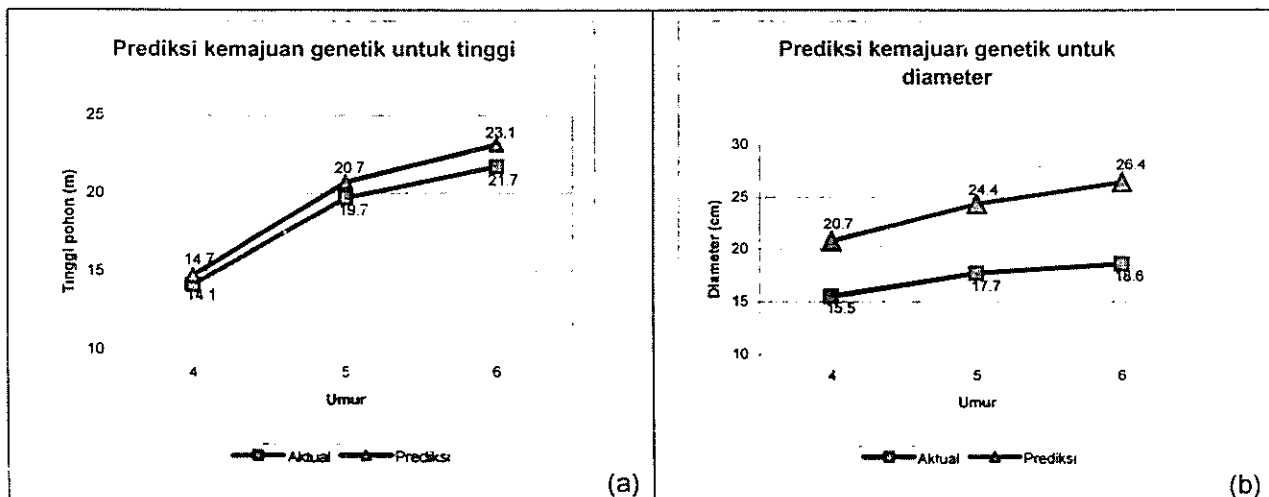 Prediksi kemajuan genetik untuk tinggi
25
20
15
10
Tinggi pohon (m)
14.7
14.1
20.7
19.7
23.1
21.7
4 5 6
Umur
Aktual Prediksi
(a)
Prediksi kemajuan genetik untuk
diameter
30
25
20
15
10
Diameter (cm)
20.7
15.5
24.4
17.7
26.4
18.6
4 5 6
Umur
Aktual Prediksi
(b)